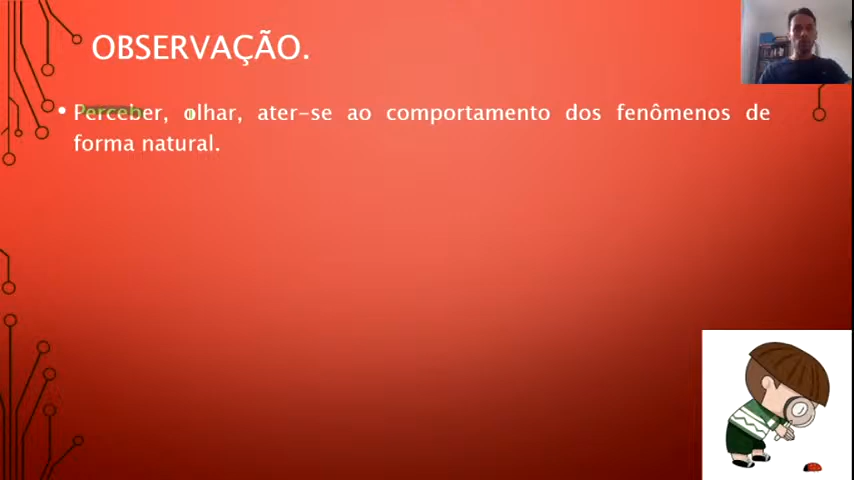 OBSERVAÇÃO.
• Perceber, olhar, ater-se ao comportamento dos fenômenos de
forma natural.